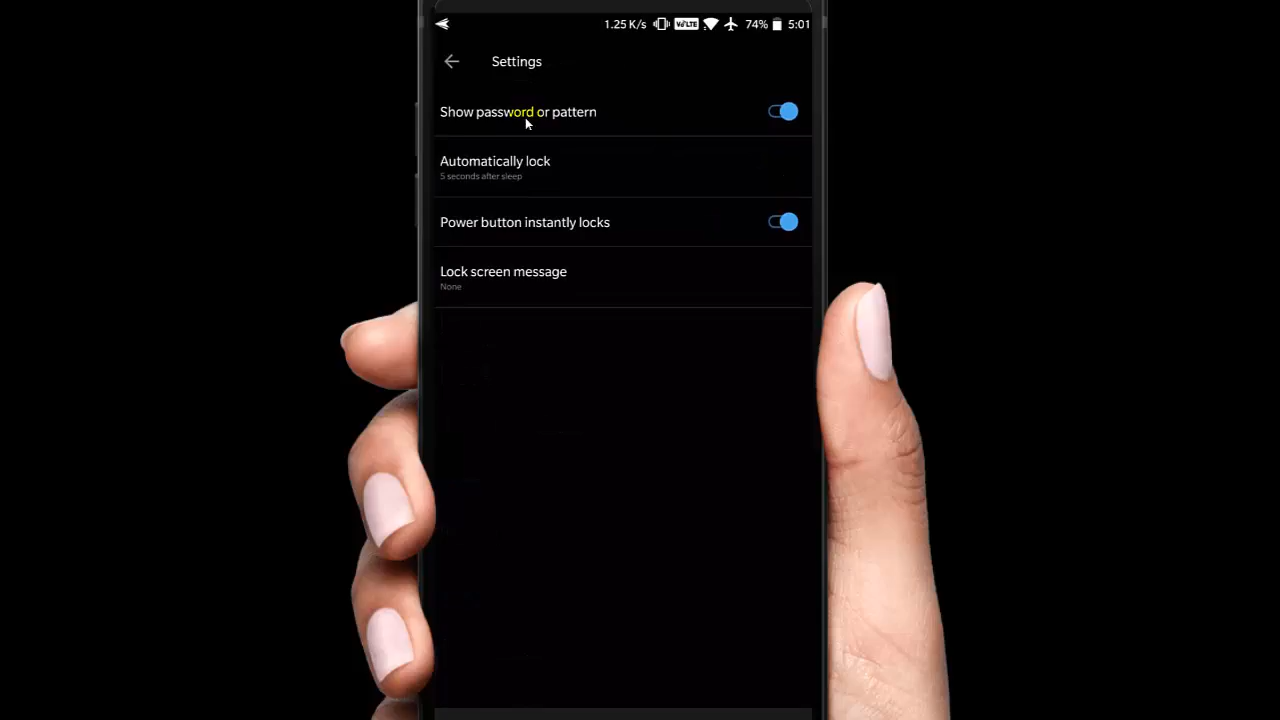 1.25 K/s VoLTE 74% 5:01
Settings
Show password or pattern
Automatically lock
5 seconds after sleep
Power button instantly locks
Lock screen message
None